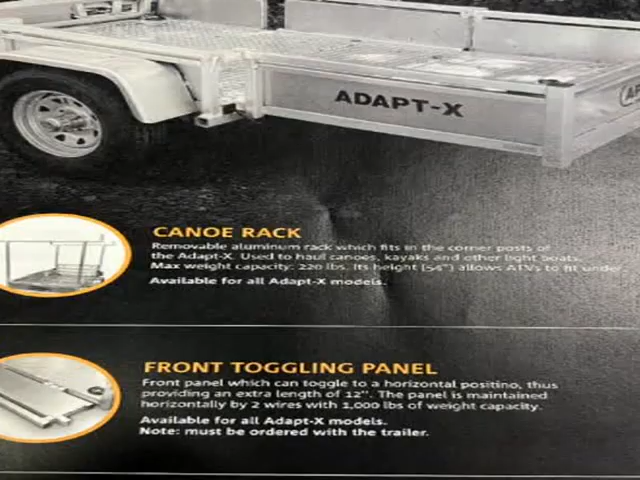 ADAPT-X
AP
CANOE RACK
Removable aluminum rack which fits in the corner posts of
the Adapt-X. Used to haul canoes, kayaks and other light boats.
Max weight capacity: 220 lbs. Its height (54") allows ATVs to fit under
Available for all Adapt-X models.
FRONT TOGGLING PANEL
Front panel which can toggle to a horizontal positino, thus
providing an extra length of 12''. The panel is maintained
horizontally by 2 wires with 1,000 lbs of weight capacity.
Available for all Adapt-X models.
Note: must be ordered with the trailer.